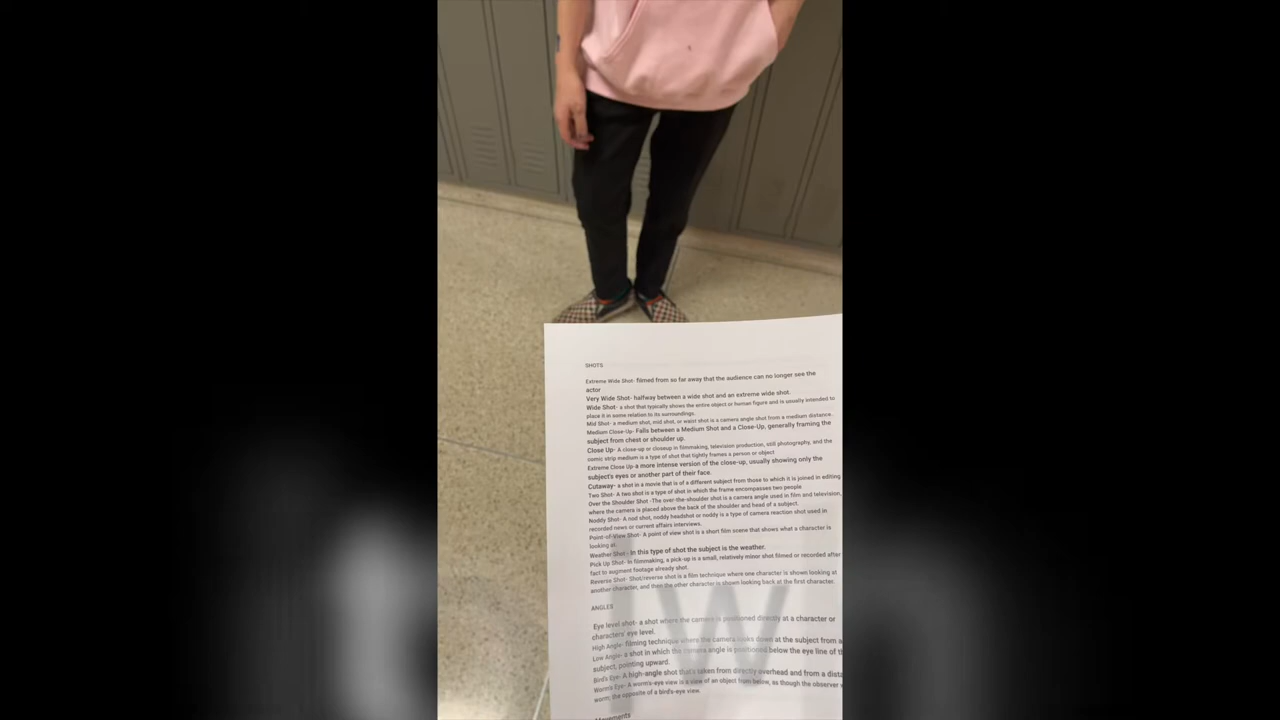 SHOTS
Extreme Wide Shot- filmed from so far away that the audience can no longer see the
actor
Very Wide Shot- halfway between a wide shot and an extreme wide shot.
Wide Shot- a shot that typically shows the entire object or human figure and is usually intended to
place it in some relation to its surroundings.
Mid Shot- a medium shot, mid shot, or waist shot is a camera angle shot from a medium distance.
Medium Close-Up- Falls between a Medium Shot and a Close-Up, generally framing the
subject from chest or shoulder up.
Close Up- A close-up or closeup in filmmaking, television production, still photography, and the
comic strip medium is a type of shot that tightly frames a person or object
Extreme Close Up-a more intense version of the close-up, usually showing only the
subject's eyes or another part of their face.
Cutaway- a shot in a movie that is of a different subject from those to which it is joined in editing
Two Shot- A two shot is a type of shot in which the frame encompasses two people
Over the Shoulder Shot -The over-the-shoulder shot is a camera angle used in film and television,
where the camera is placed above the back of the shoulder and head of a subject.
Noddy Shot- A nod shot, noddy headshot or noddy is a type of camera reaction shot used in
recorded news or current affairs interviews.
Point-of-View Shot- A point of view shot is a short film scene that shows what a character is
looking at.
Weather Shot - In this type of shot the subject is the weather.
Pick Up Shot- In filmmaking, a pick-up is a small, relatively minor shot filmed or recorded after
fact to augment footage already shot.
Reverse Shot- Shot/reverse shot is a film technique where one character is shown looking at
another character, and then the other character is shown looking back at the first character.
ANGLES
Eye level shot- a shot where the camera is positioned directly at a character or
characters' eye level.
High Angle- filming technique where the camera looks down at the subject from a
Low Angle- a shot in which the camera angle is positioned below the eye line of th
subject, pointing upward.
Bird's Eye- A high-angle shot that's taken from directly overhead and from a dista
Worm's Eye- A worm's-eye view is a view of an object from below, as though the observer
worm; the opposite of a bird's-eye view.
Movements